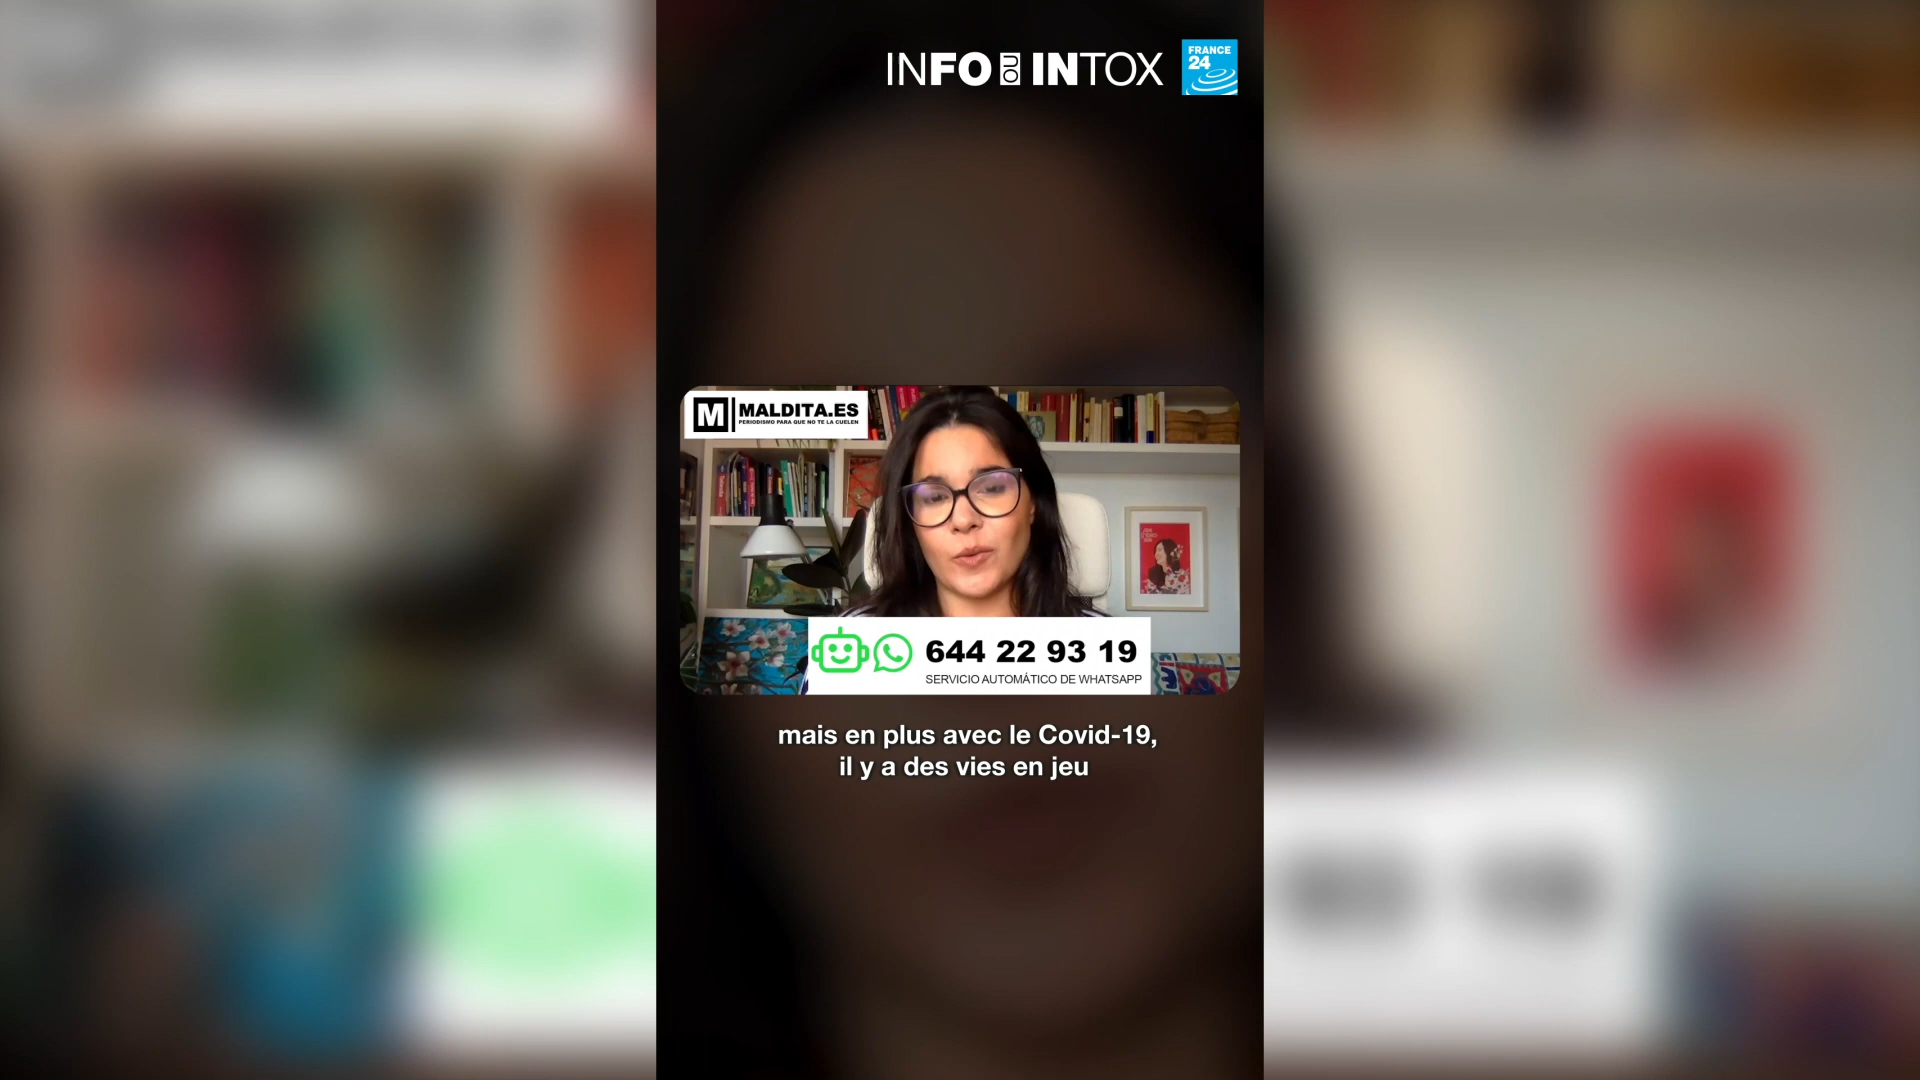 INFO OU INTOX
FRANCE
24
M
MALDITA.ES
PERIODISMO PARA QUE NO TE LA CUELEN
644 22 93 19
SERVICIO AUTOMÁTICO DE WHATSAPP
mais en plus avec le Covid-19,
il y a des vies en jeu